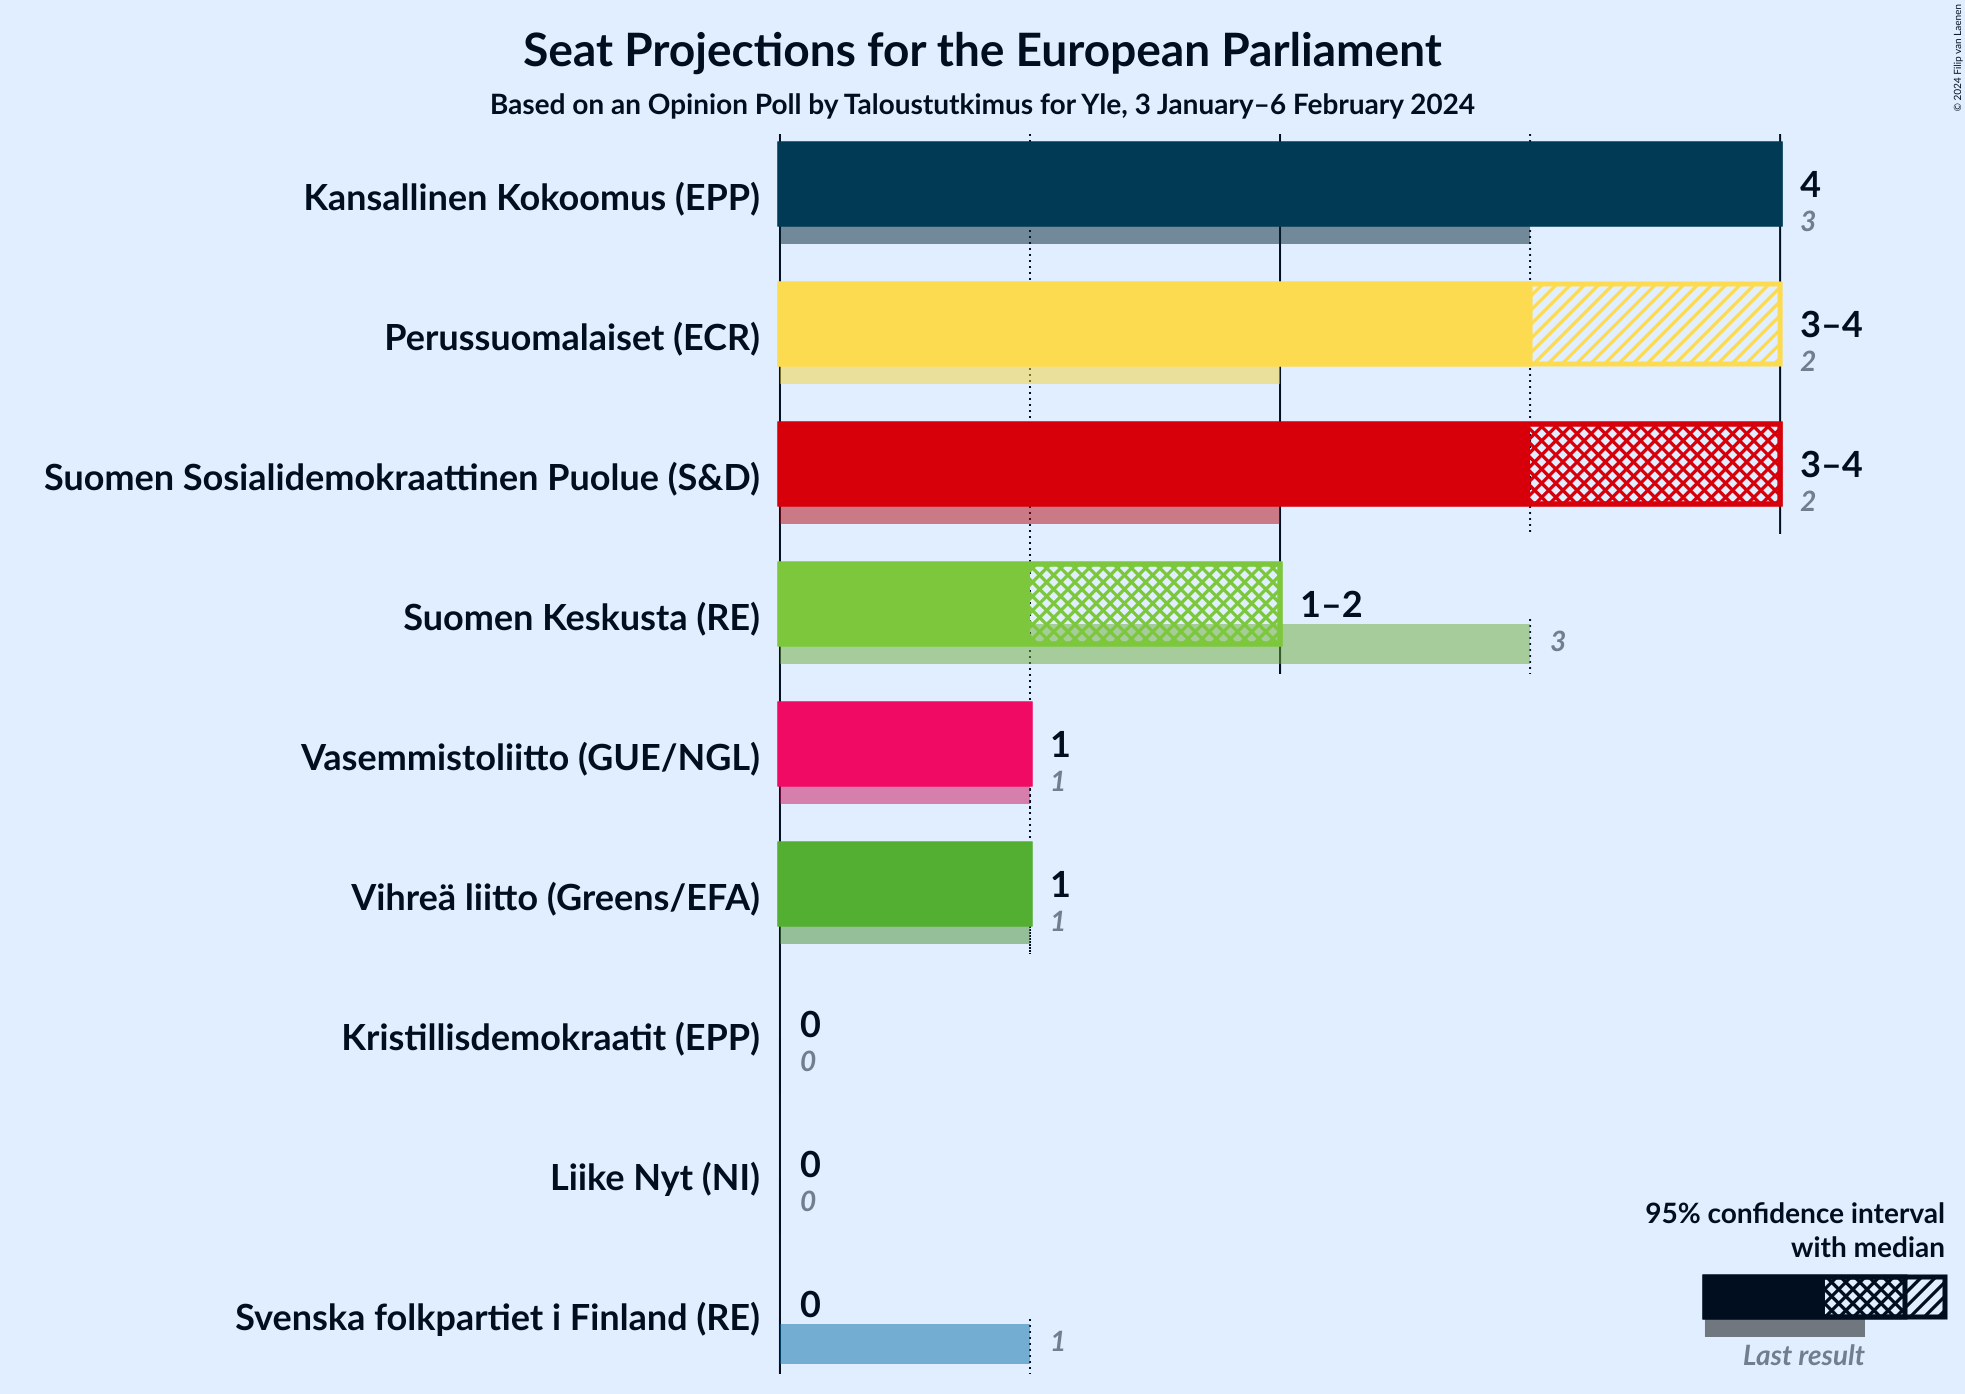 Seat Projections for the European Parliament
Based on an Opinion Poll by Taloustutkimus for Yle, 3 January–6 February 2024
© 2024 Filip van Laenen
Kansallinen Kokoomus (EPP)
4
3
Perussuomalaiset (ECR)
3–4
2
Suomen Sosialidemokraattinen Puolue (S&D)
3–4
2
Suomen Keskusta (RE)
1–2
3
Vasemmistoliitto (GUE/NGL)
1
1
Vihreä liitto (Greens/EFA)
1
1
Kristillisdemokraatit (EPP)
0
0
Liike Nyt (NI)
0
0
Svenska folkpartiet i Finland (RE)
0
1
95% confidence interval
with median
Last result